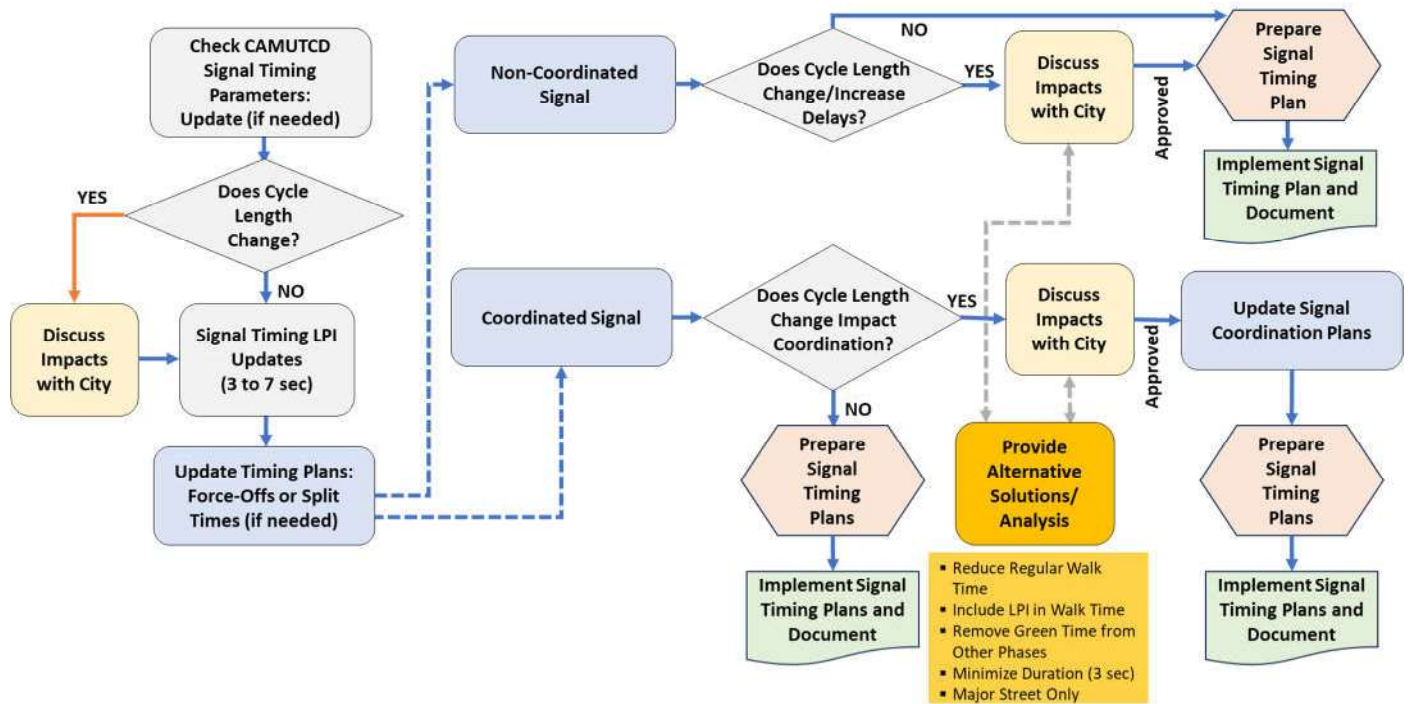 Check CAMUTCD
Signal Timing
Parameters:
Update (if needed)
YES
Does Cycle
Length
Change?
NO
Discuss
Impacts
with City
Signal Timing LPI
Updates
(3 to 7 sec)
Update Timing Plans:
Force-Offs or Split
Times (if needed)
Non-Coordinated
Signal
Does Cycle Length
Change/Increase
Delays?
NO
YES
Discuss
Impacts
with City
Approved
Prepare
Signal
Timing
Plan
Implement Signal
Timing Plan and
Document
Coordinated Signal
Does Cycle Length
Change Impact
Coordination?
YES
NO
Discuss
Impacts
with City
Approved
Update Signal
Coordination Plans
Prepare
Signal
Timing
Plans
Implement Signal
Timing Plans and
Document
Provide
Alternative
Solutions/
Analysis
▪ Reduce Regular Walk
Time
▪ Include LPI in Walk Time
▪ Remove Green Time from
Other Phases
▪ Minimize Duration (3 sec)
▪ Major Street Only
Prepare
Signal
Timing
Plans
Implement Signal
Timing Plans and
Document